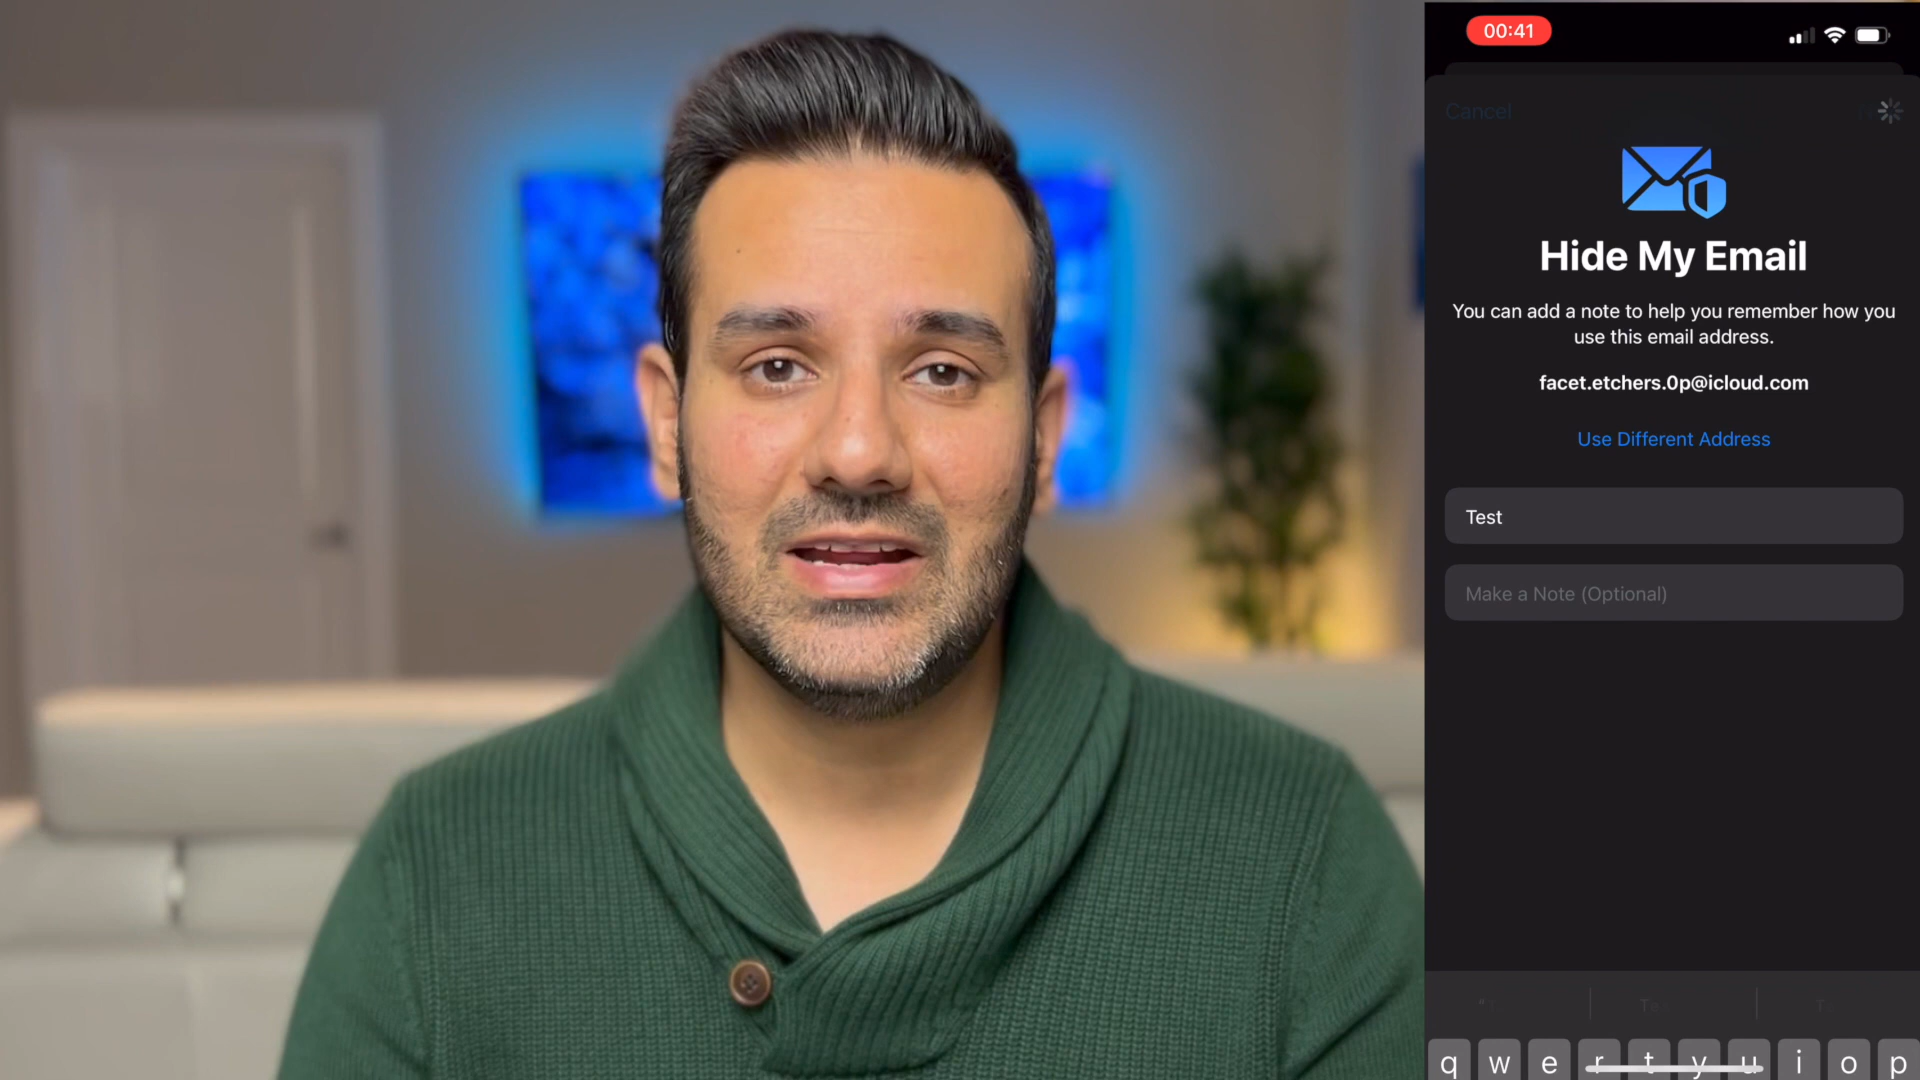 00:41
Cancel
Hide My Email
You can add a note to help you remember how you
use this email address.
facet.etchers.0p@icloud.com
Use Different Address
Test
Make a Note (Optional)
q w e r t y u i o p